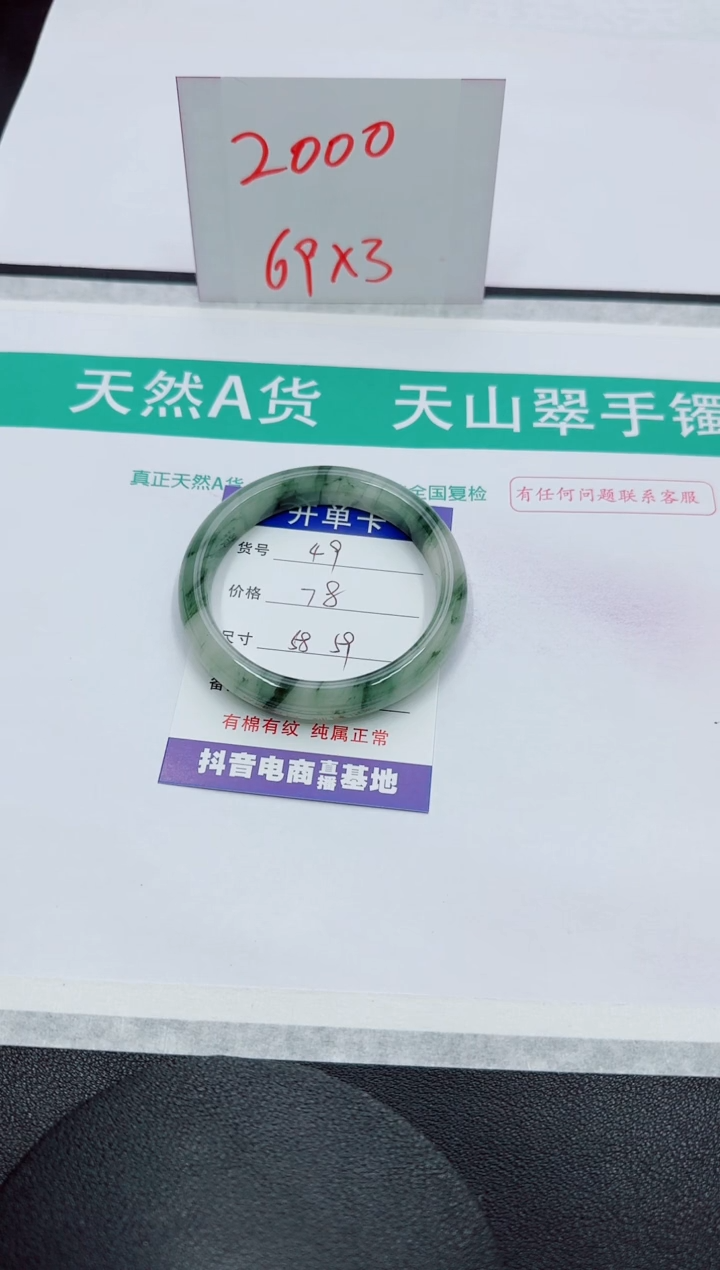 2000
69x3
天然A货 天山翠手镯
真正天然A货 全国复检 有任何问题联系客服
开单卡
货号 49
价格 78
尺寸 58 59
备
有棉有纹 纯属正常
抖音电商直播基地